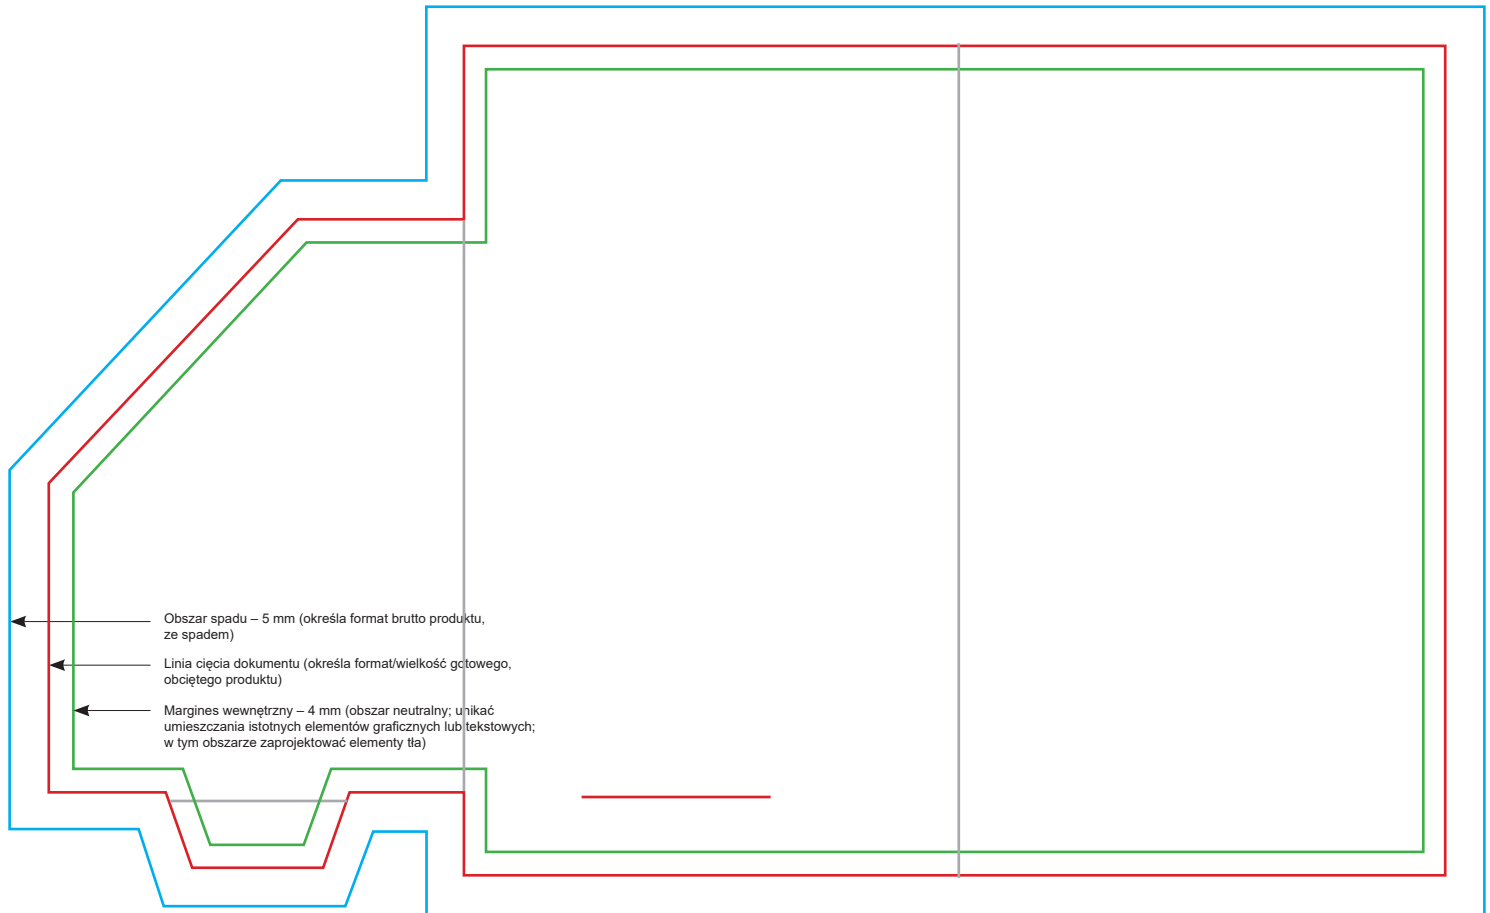 Obszar spadu – 5 mm (określa format brutto produktu,
ze spadem)
Linia cięcia dokumentu (określa format/wielkość gotowego,
obciętego produktu)
Margines wewnętrzny – 4 mm (obszar neutralny; unikać
umieszczania istotnych elementów graficznych lub tekstowych;
w tym obszarze zaprojektować elementy tła)